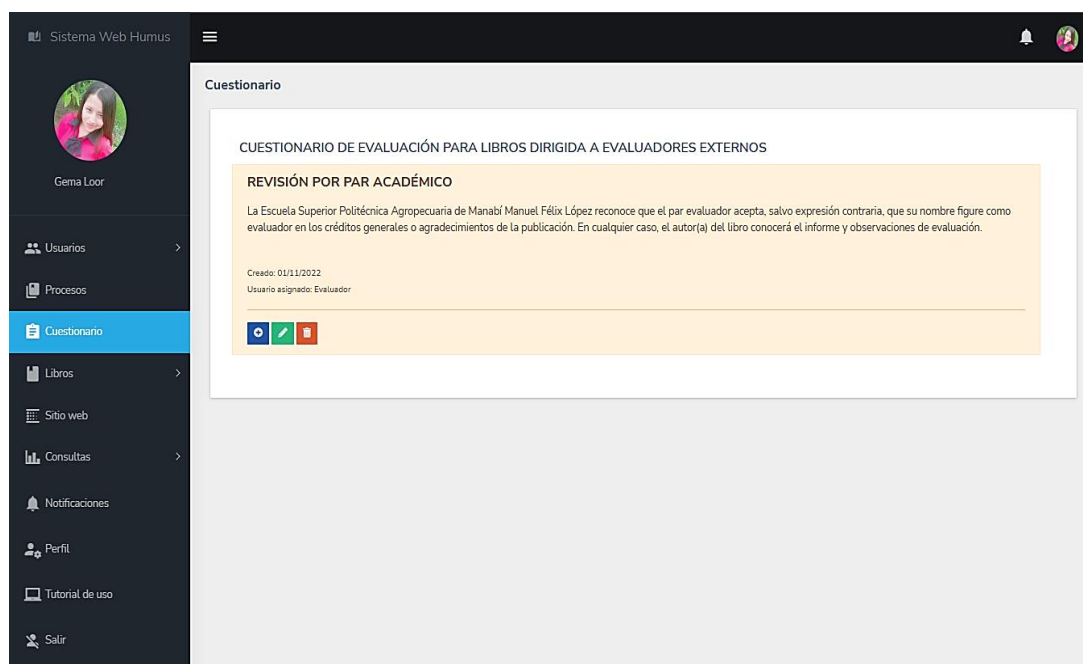 Sistema Web Humus
Gema Loor
Usuarios
Procesos
Cuestionario
Libros
Sitio web
Consultas
Notificaciones
Perfil
Tutorial de uso
Salir
Cuestionario
CUESTIONARIO DE EVALUACIÓN PARA LIBROS DIRIGIDA A EVALUADORES EXTERNOS
REVISIÓN POR PAR ACADÉMICO
La Escuela Superior Politécnica Agropecuaria de Manabí Manuel Félix López reconoce que el par evaluador acepta, salvo expresión contraria, que su nombre figure como
evaluador en los créditos generales o agradecimientos de la publicación. En cualquier caso, el autor(a) del libro conocerá el informe y observaciones de evaluación.
Creado: 01/11/2022
Usuario asignado: Evaluador